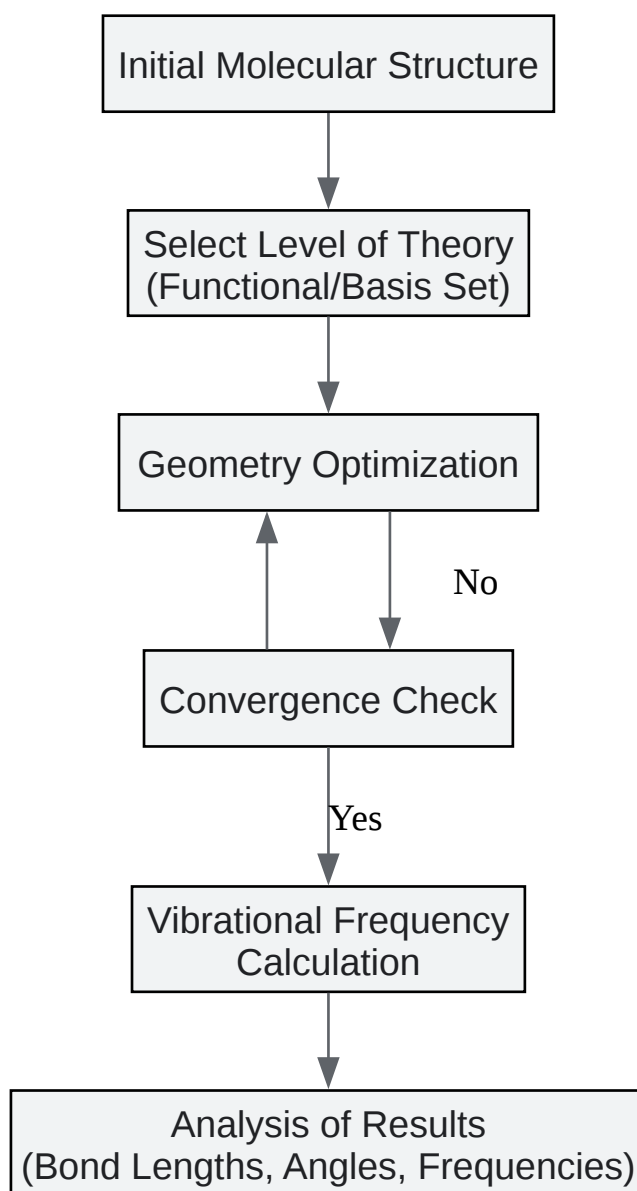 Initial Molecular Structure
Select Level of Theory
(Functional/Basis Set)
Geometry Optimization
No
Convergence Check
Yes
Vibrational Frequency
Calculation
Analysis of Results
(Bond Lengths, Angles, Frequencies)